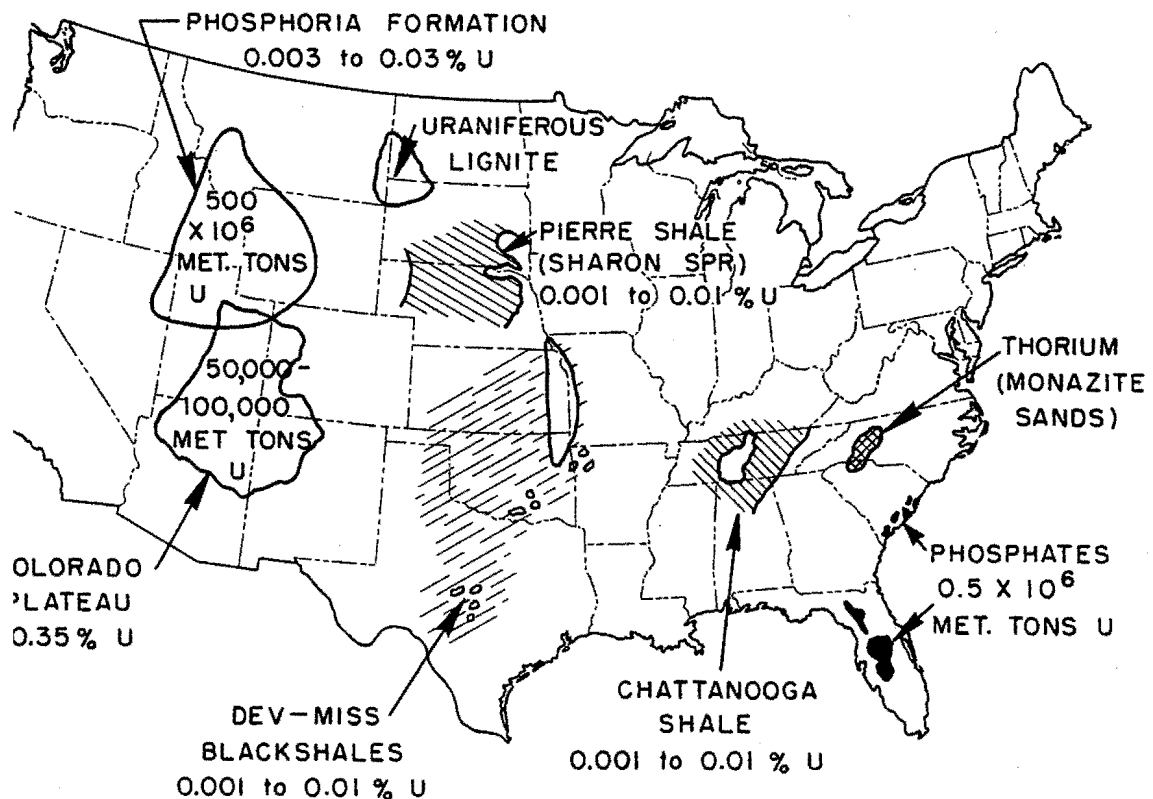 PHOSPHORIA FORMATION
0.003 to 0.03% U
URANIFEROUS
LIGNITE
500
X 10⁶
MET. TONS
U
PIERRE SHALE
(SHARON SPR)
0.001 to 0.01% U
50,000-
100,000
MET TONS
U
THORIUM
(MONAZITE
SANDS)
OLORADO
PLATEAU
0.35% U
PHOSPHATES
0.5 X 10⁶
MET. TONS U
CHATTANOOGA
SHALE
0.001 to 0.01% U
DEV-MISS
BLACKSHALES
0.001 to 0.01 % U